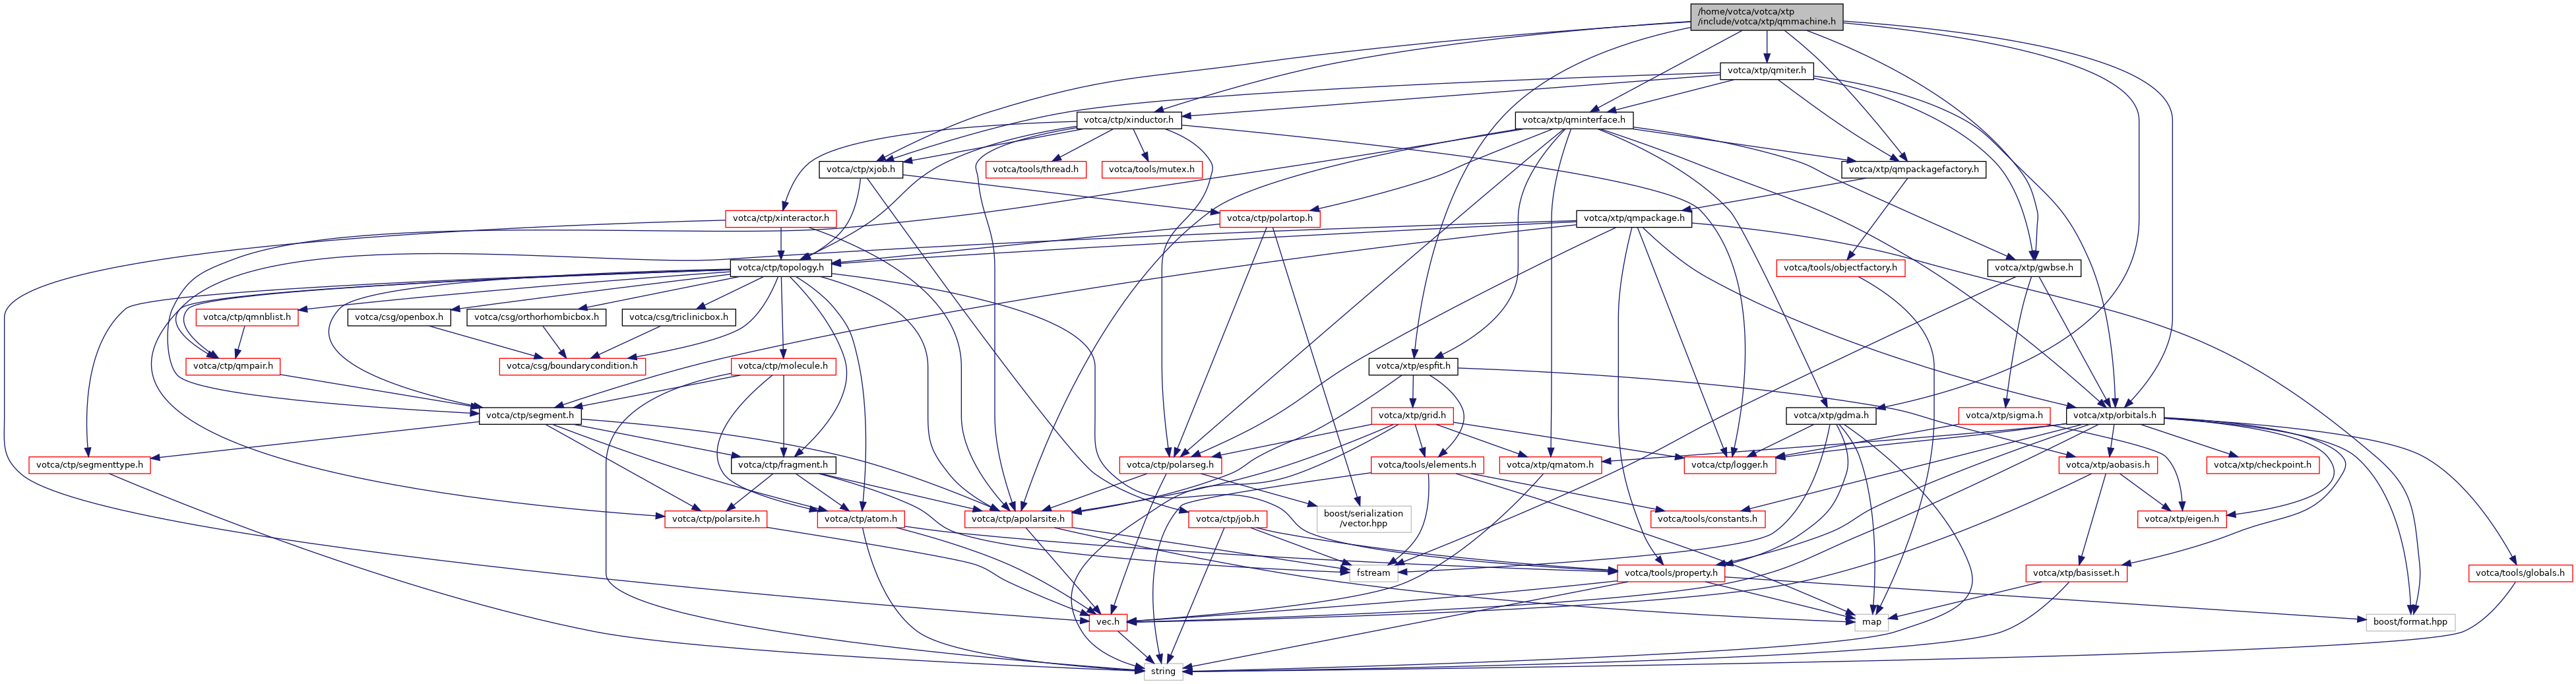 /home/votca/votca/xtp
/include/votca/xtp/qmmachine.h
votca/xtp/qmiter.h
votca/ctp/xinductor.h
votca/xtp/qminterface.h
votca/ctp/xjob.h
votca/tools/thread.h
votca/tools/mutex.h
votca/xtp/qmpackagefactory.h
votca/ctp/xinteractor.h
votca/ctp/polartop.h
votca/xtp/qmpackage.h
votca/ctp/topology.h
votca/tools/objectfactory.h
votca/xtp/gwbse.h
votca/ctp/qmnblist.h
votca/csg/openbox.h
votca/csg/orthorhombicbox.h
votca/csg/triclinicbox.h
votca/ctp/qmpair.h
votca/csg/boundarycondition.h
votca/ctp/molecule.h
votca/xtp/espfit.h
votca/ctp/segment.h
votca/xtp/grid.h
votca/xtp/gdma.h
votca/xtp/sigma.h
votca/xtp/orbitals.h
votca/ctp/segmenttype.h
votca/ctp/fragment.h
votca/ctp/polarseg.h
votca/tools/elements.h
votca/xtp/qmatom.h
votca/ctp/logger.h
votca/xtp/aobasis.h
votca/xtp/checkpoint.h
votca/ctp/polarsite.h
votca/ctp/atom.h
votca/ctp/apolarsite.h
votca/ctp/job.h
boost/serialization
/vector.hpp
votca/tools/constants.h
votca/xtp/eigen.h
fstream
votca/tools/property.h
votca/xtp/basisset.h
votca/tools/globals.h
vec.h
map
boost/format.hpp
string